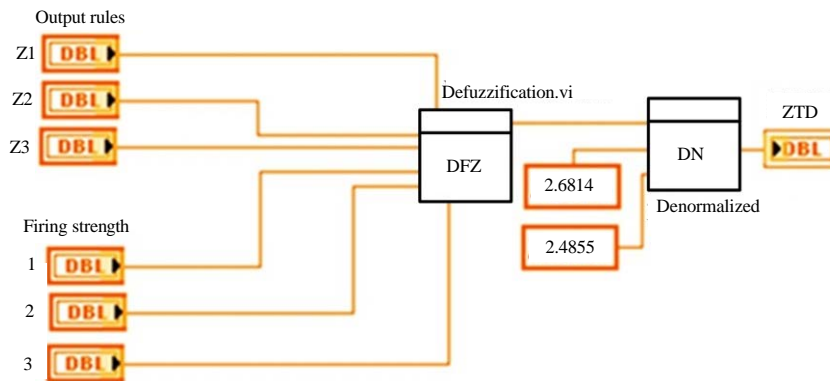 Output rules
Z1
DBL
Z2
DBL
Z3
DBL
Defuzzification.vi
DFZ
DN
ZTD
DBL
2.6814
Denormalized
2.4855
Firing strength
1
DBL
2
DBL
3
DBL